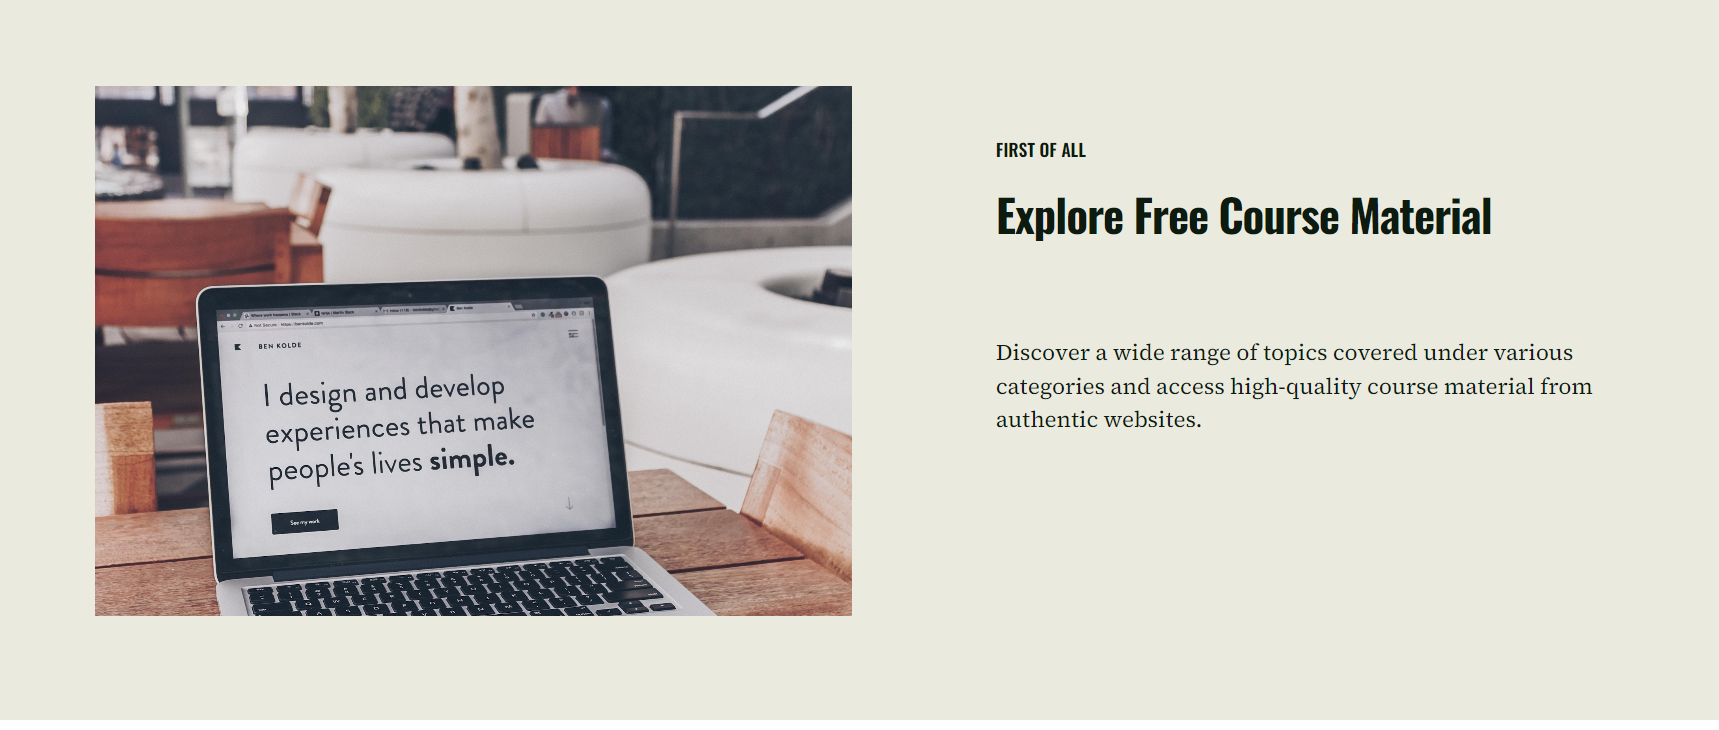 FIRST OF ALL
Explore Free Course Material
Discover a wide range of topics covered under various
categories and access high-quality course material from
authentic websites.
BEN KOLDE
I design and develop
experiences that make
people's lives simple.
See my work